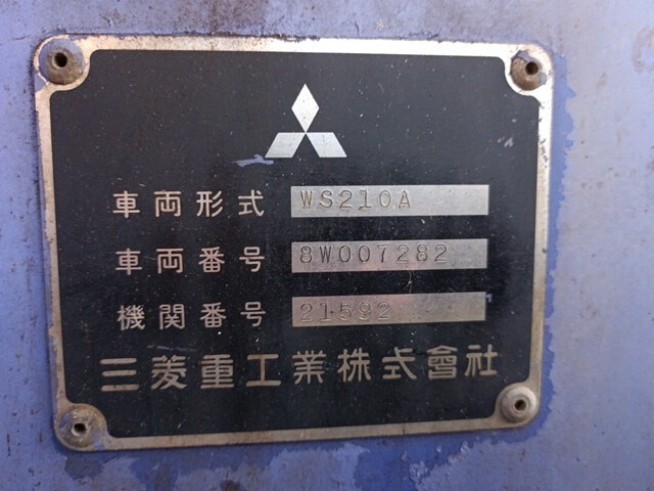 車両形式 WS210A
車両番号 8W007282
機関番号 21592
三菱重工業株式會社